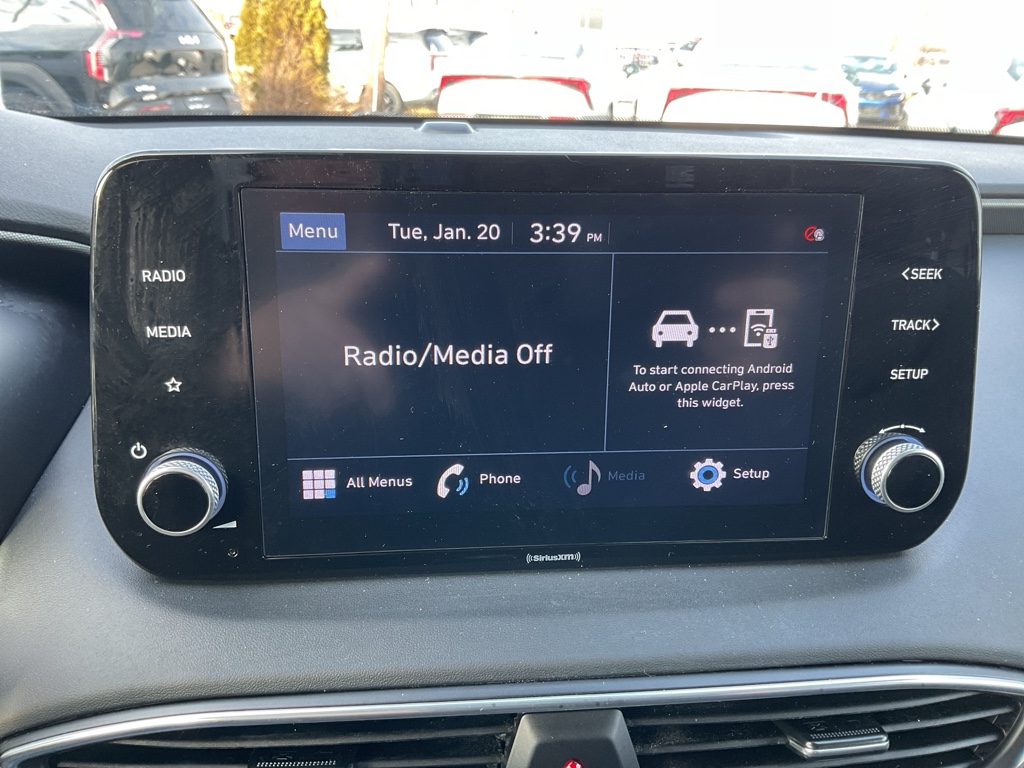 Menu
Tue, Jan. 20
3:39 PM
RADIO
MEDIA
Radio/Media Off
To start connecting Android
Auto or Apple CarPlay, press
this widget.
<SEEK
TRACK>
SETUP
All Menus
Phone
Media
Setup
((SiriusXM))